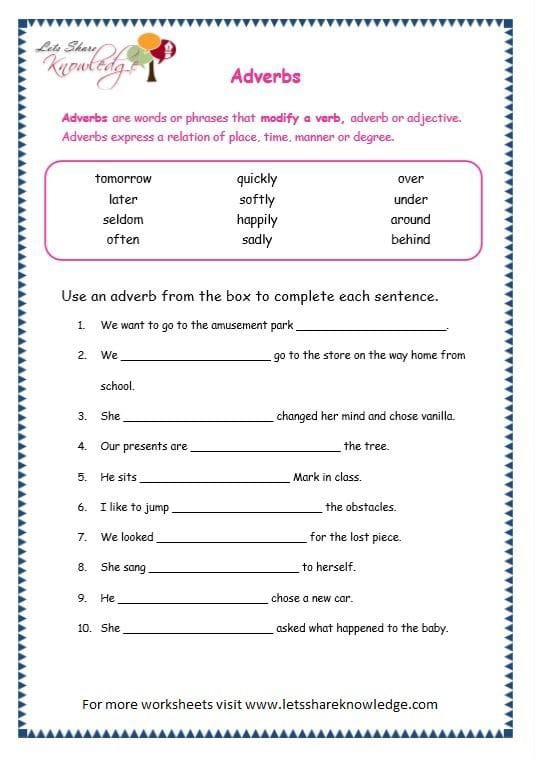 Lets Share
Knowledge
Adverbs
Adverbs are words or phrases that modify a verb, adverb or adjective.
Adverbs express a relation of place, time, manner or degree.
tomorrow quickly over
later softly under
seldom happily around
often sadly behind
Use an adverb from the box to complete each sentence.
1. We want to go to the amusement park ______________________.
2. We ______________________ go to the store on the way home from
school.
3. She ______________________ changed her mind and chose vanilla.
4. Our presents are ______________________ the tree.
5. He sits ______________________ Mark in class.
6. I like to jump ______________________ the obstacles.
7. We looked ______________________ for the lost piece.
8. She sang ______________________ to herself.
9. He ______________________ chose a new car.
10. She ______________________ asked what happened to the baby.
For more worksheets visit www.letsshareknowledge.com